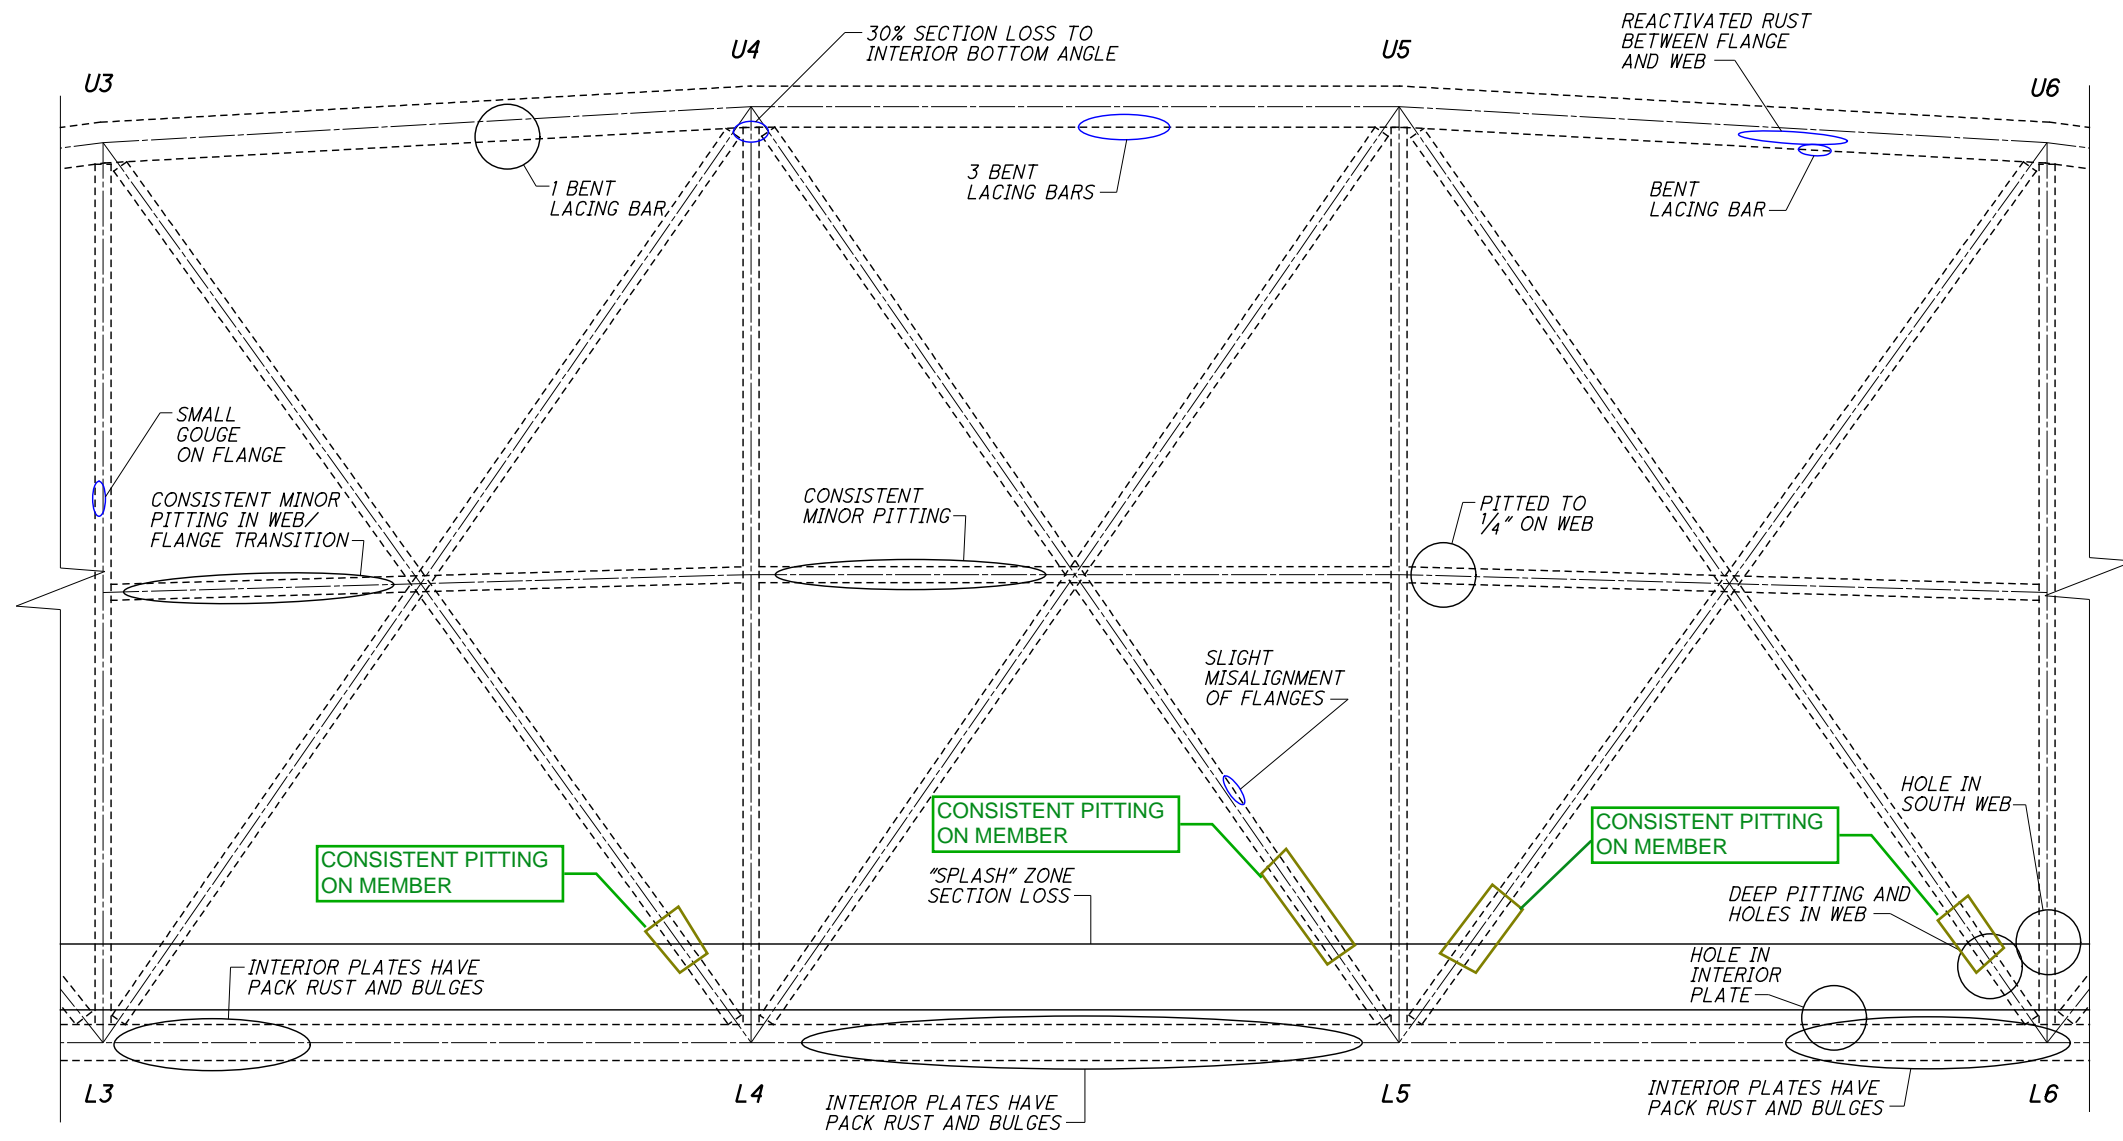 U3
U4
U5
U6
30% SECTION LOSS TO
INTERIOR BOTTOM ANGLE
REACTIVATED RUST
BETWEEN FLANGE
AND WEB
1 BENT
LACING BAR
3 BENT
LACING BARS
BENT
LACING BAR
SMALL
GOUGE
ON FLANGE
CONSISTENT MINOR
PITTING IN WEB/
FLANGE TRANSITION
CONSISTENT
MINOR PITTING
PITTED TO
1/4" ON WEB
SLIGHT
MISALIGNMENT
OF FLANGES
HOLE IN
SOUTH WEB
CONSISTENT PITTING
ON MEMBER
CONSISTENT PITTING
ON MEMBER
CONSISTENT PITTING
ON MEMBER
"SPLASH" ZONE
SECTION LOSS
DEEP PITTING AND
HOLES IN WEB
HOLE IN
INTERIOR
PLATE
INTERIOR PLATES HAVE
PACK RUST AND BULGES
INTERIOR PLATES HAVE
PACK RUST AND BULGES
INTERIOR PLATES HAVE
PACK RUST AND BULGES
L3
L4
L5
L6